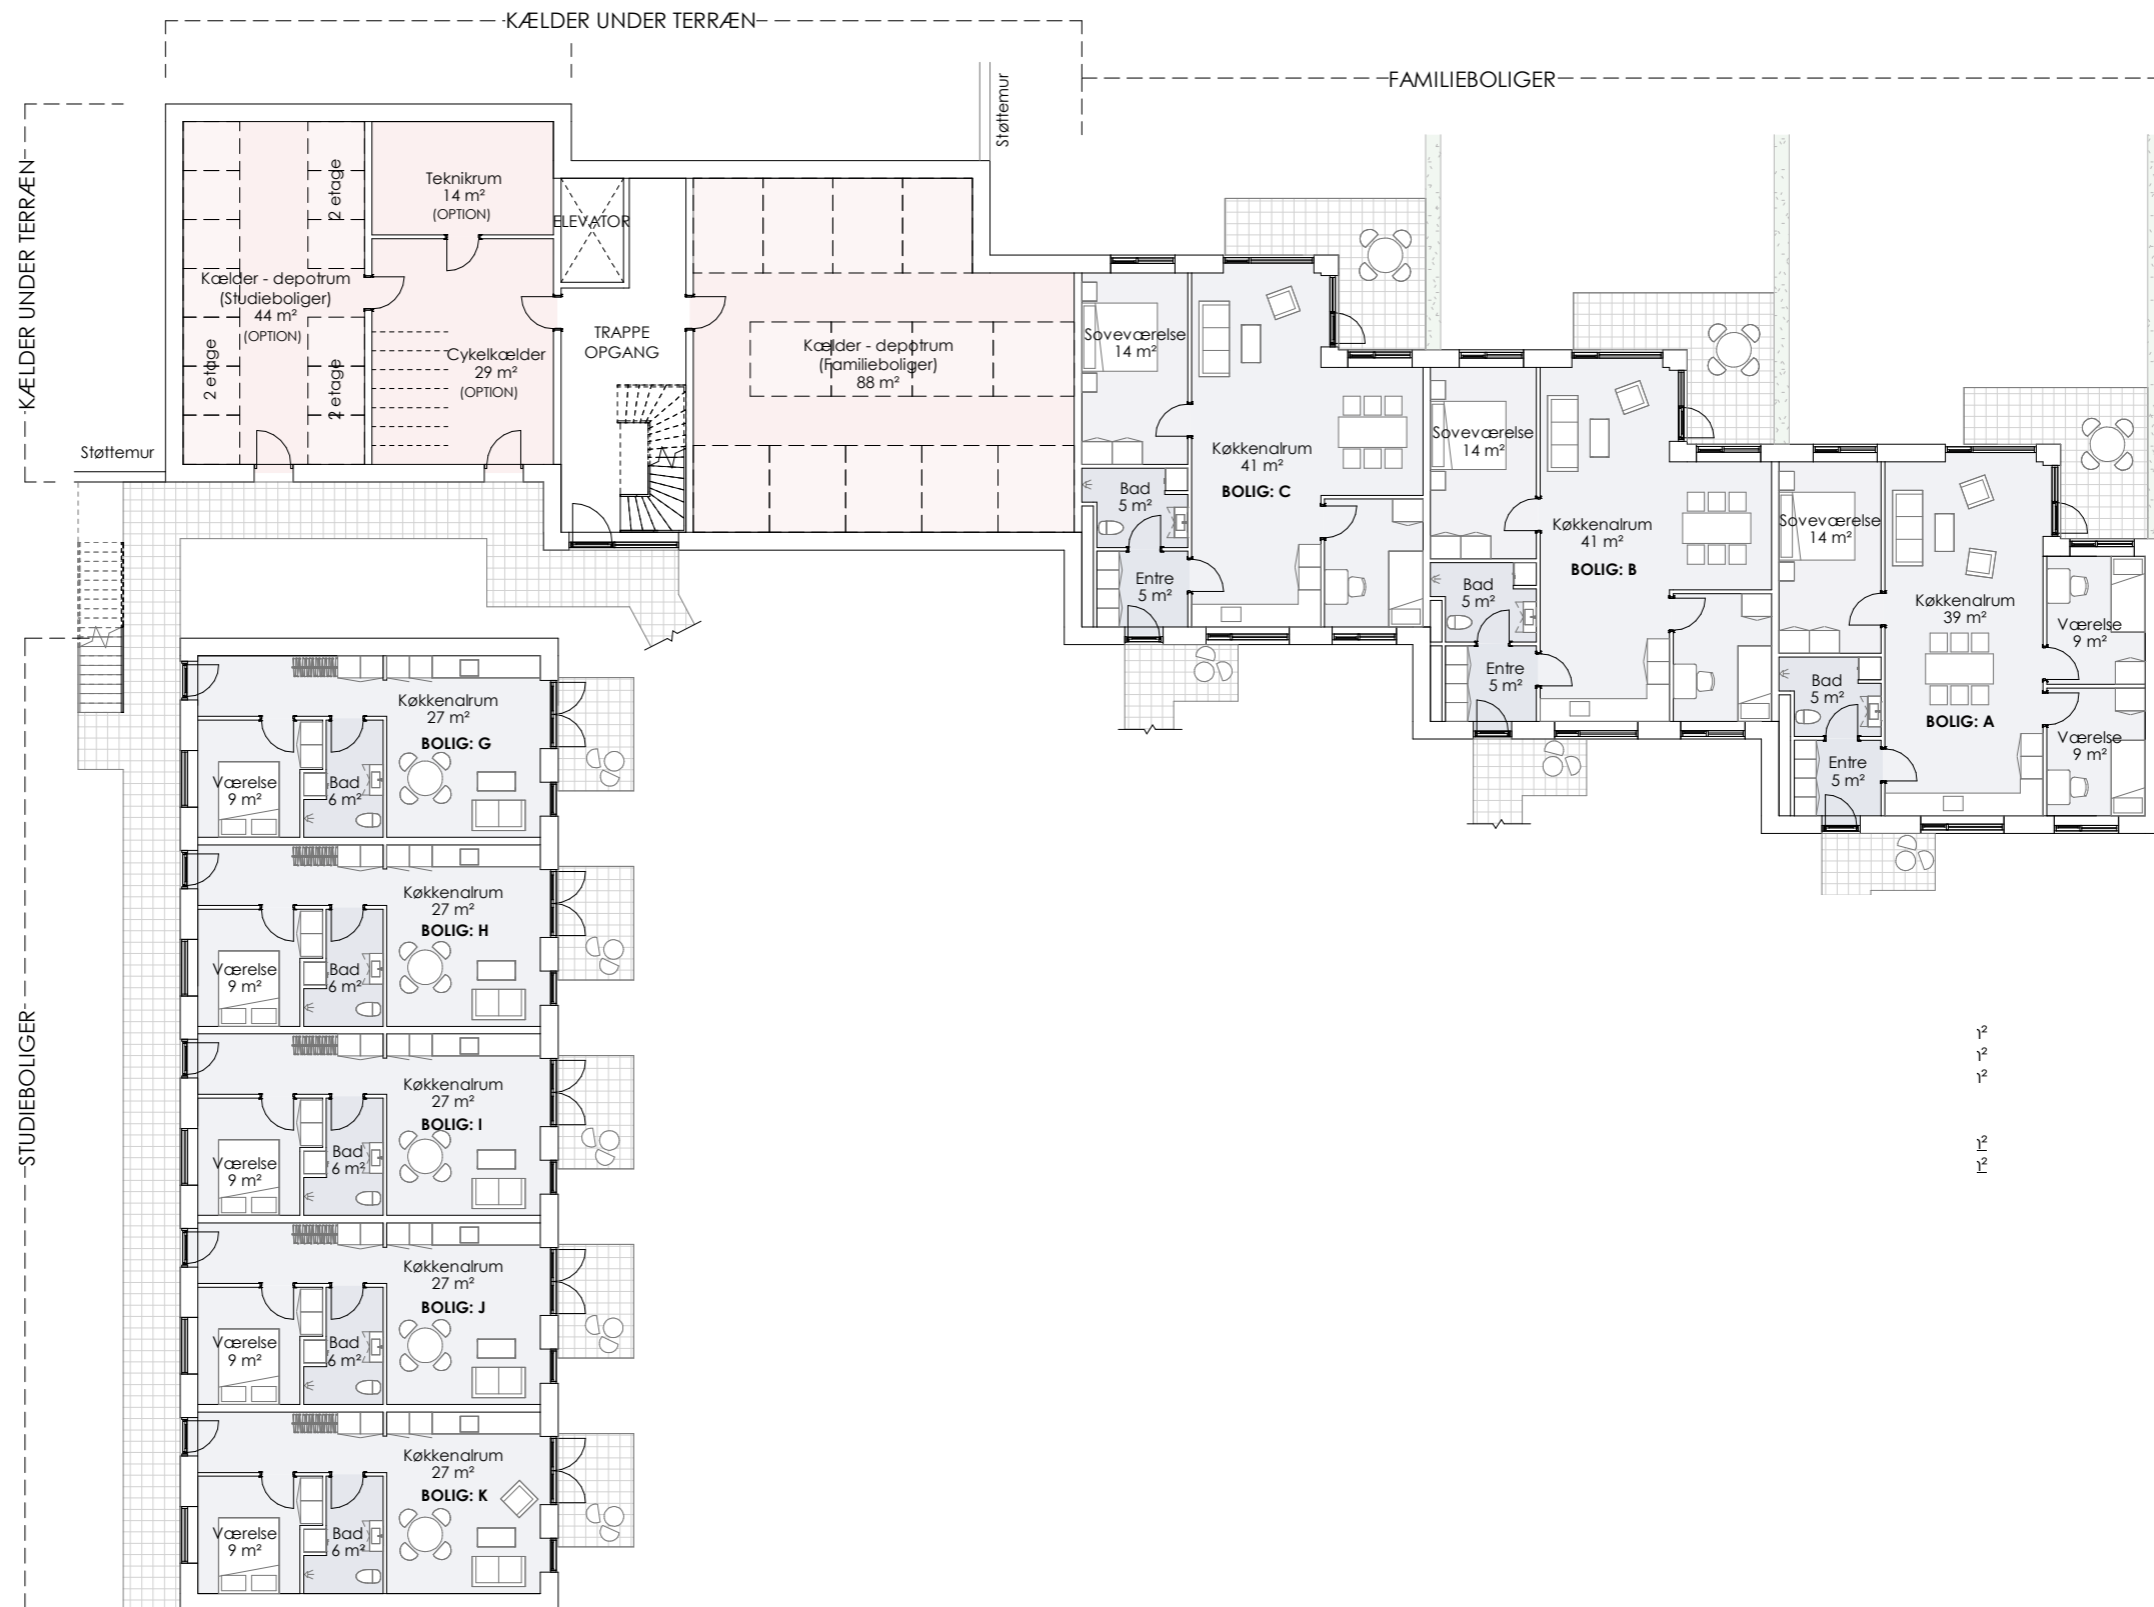 KÆLDER UNDER TERRÆN
FAMILIEBOLIGER
KÆLDER UNDER TERRÆN
Støttemur
Støttemur
2 etage
2 etage
2 etage
Teknikrum
14 m²
(OPTION)
ELEVATOR
Kælder - depotrum
(Studieboliger)
44 m²
(OPTION)
Cykelkælder
29 m²
(OPTION)
TRAPPE
OPGANG
Kælder - depotrum
(Familieboliger)
88 m²
Soveværelse
14 m²
Køkkenalrum
41 m²
BOLIG: C
Bad
5 m²
Entre
5 m²
Soveværelse
14 m²
Køkkenalrum
41 m²
BOLIG: B
Bad
5 m²
Entre
5 m²
Soveværelse
14 m²
Køkkenalrum
39 m²
BOLIG: A
Værelse
9 m²
Værelse
9 m²
Bad
5 m²
Entre
5 m²
STUDIEBOLIGER
Køkkenalrum
27 m²
BOLIG: G
Værelse
9 m²
Bad
6 m²
Køkkenalrum
27 m²
BOLIG: H
Værelse
9 m²
Bad
6 m²
Køkkenalrum
27 m²
BOLIG: I
Værelse
9 m²
Bad
6 m²
Køkkenalrum
27 m²
BOLIG: J
Værelse
9 m²
Bad
6 m²
Køkkenalrum
27 m²
BOLIG: K
Værelse
9 m²
Bad
6 m²